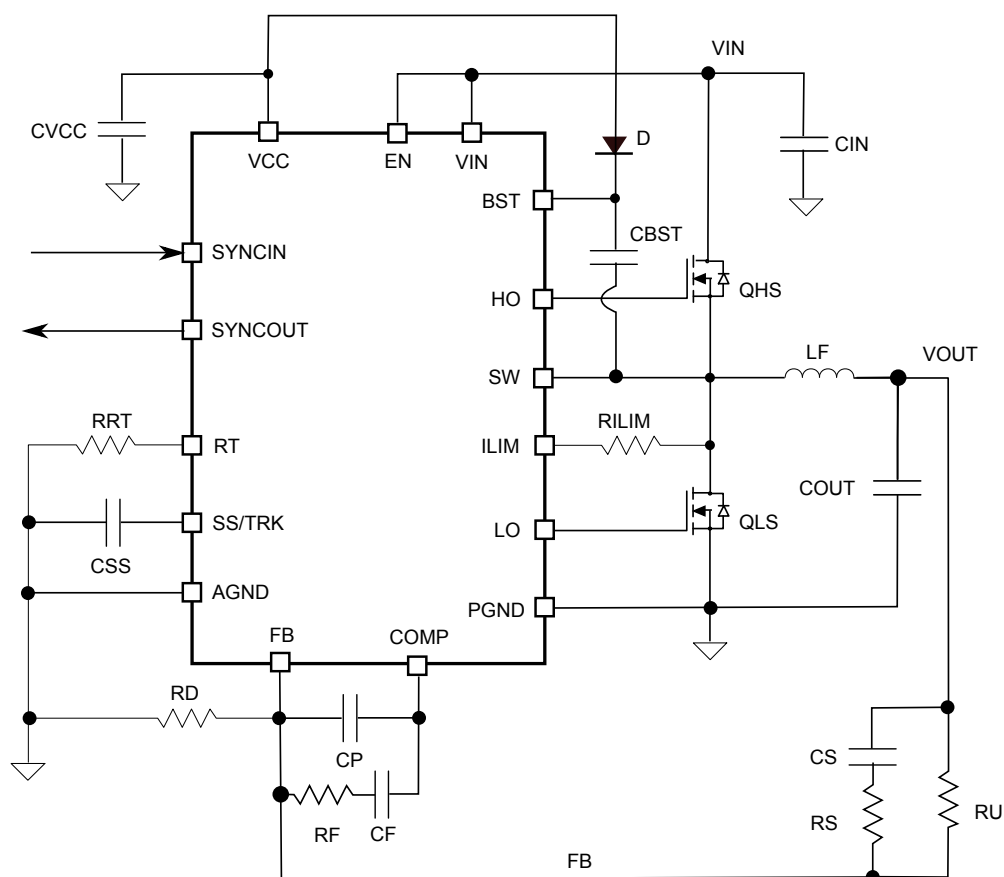 VIN
CVCC
VCC
EN
VIN
D
CIN
BST
CBST
SYNCIN
HO
QHS
SYNCOUT
SW
LF
VOUT
RRT
RT
ILIM
RILIM
COUT
SS/TRK
CSS
LO
QLS
AGND
PGND
FB
COMP
RD
CP
CS
RF
CF
RS
RU
FB